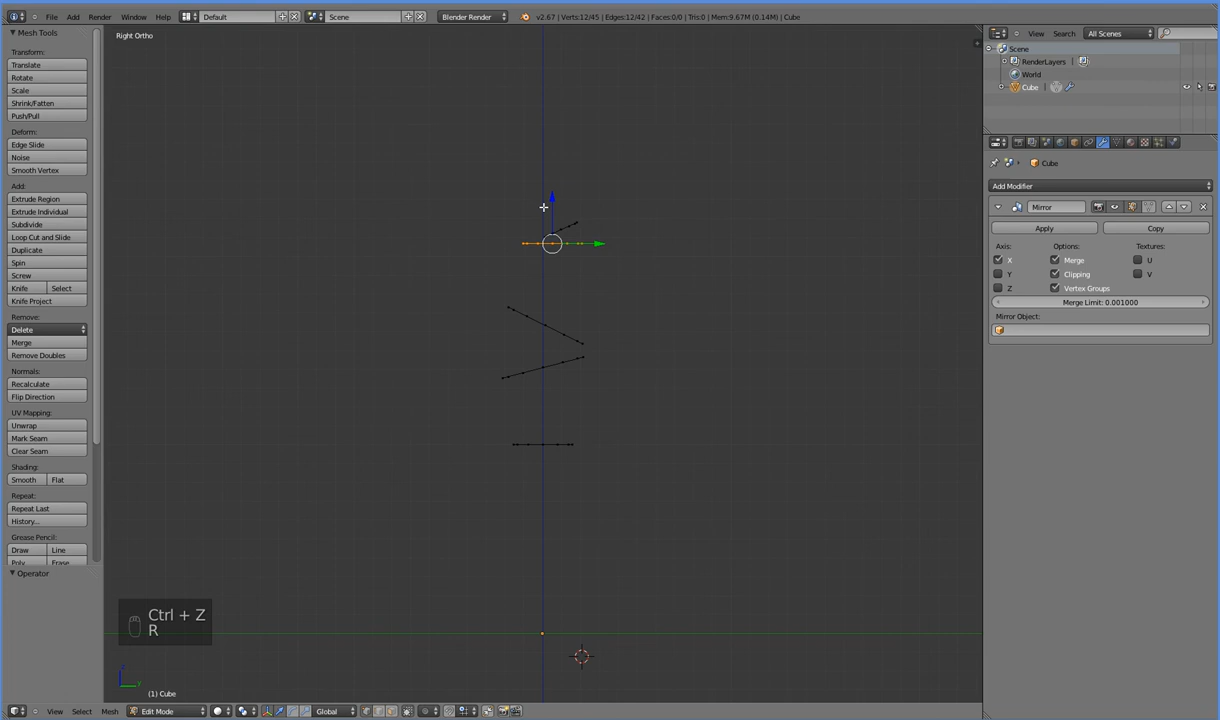 File Add Render Window Help Default Scene Blender Render v2.67 | Verts:12/45 | Edges:12/42 | Faces:0/0 | Tris:0 | Mem:9.67M (0.14M) | Cube
Mesh Tools
Transform:
Translate
Rotate
Scale
Shrink/Fatten
Push/Pull
Deform:
Edge Slide
Noise
Smooth Vertex
Add:
Extrude Region
Extrude Individual
Subdivide
Loop Cut and Slide
Duplicate
Spin
Screw
Knife Select
Knife Project
Remove:
Delete
Merge
Remove Doubles
Normals:
Recalculate
Flip Direction
UV Mapping:
Unwrap
Mark Seam
Clear Seam
Shading:
Smooth Flat
Repeat:
Repeat Last
History...
Grease Pencil:
Draw Line
Poly Erase
Operator
Right Ortho
Ctrl + Z
R
(1) Cube
View Select Mesh Edit Mode Global
View Search All Scenes
Scene
RenderLayers |
World
Cube |
Cube
Add Modifier
Mirror
Apply Copy
Axis: Options: Textures:
X Merge U
Y Clipping V
Z Vertex Groups
Merge Limit: 0.001000
Mirror Object: